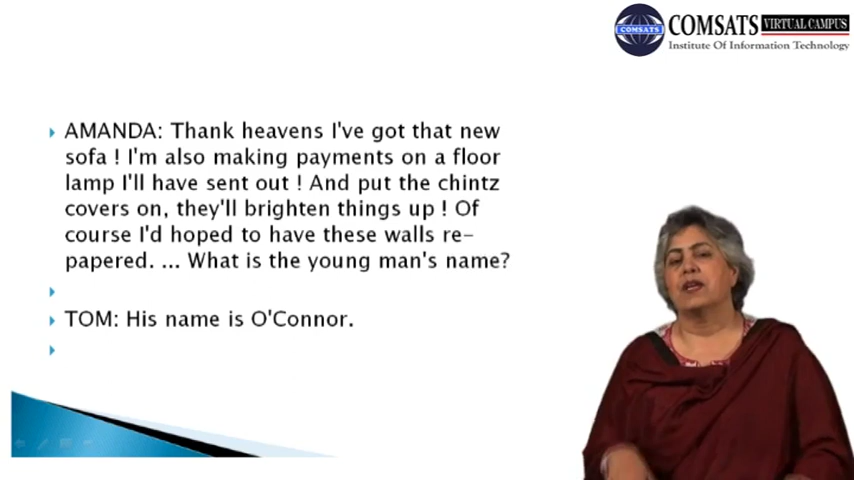 COMSATS VIRTUAL CAMPUS
COMSATS
Institute Of Information Technology
AMANDA: Thank heavens I've got that new
sofa ! I'm also making payments on a floor
lamp I'll have sent out ! And put the chintz
covers on, they'll brighten things up ! Of
course I'd hoped to have these walls re-
papered. ... What is the young man's name?
TOM: His name is O'Connor.